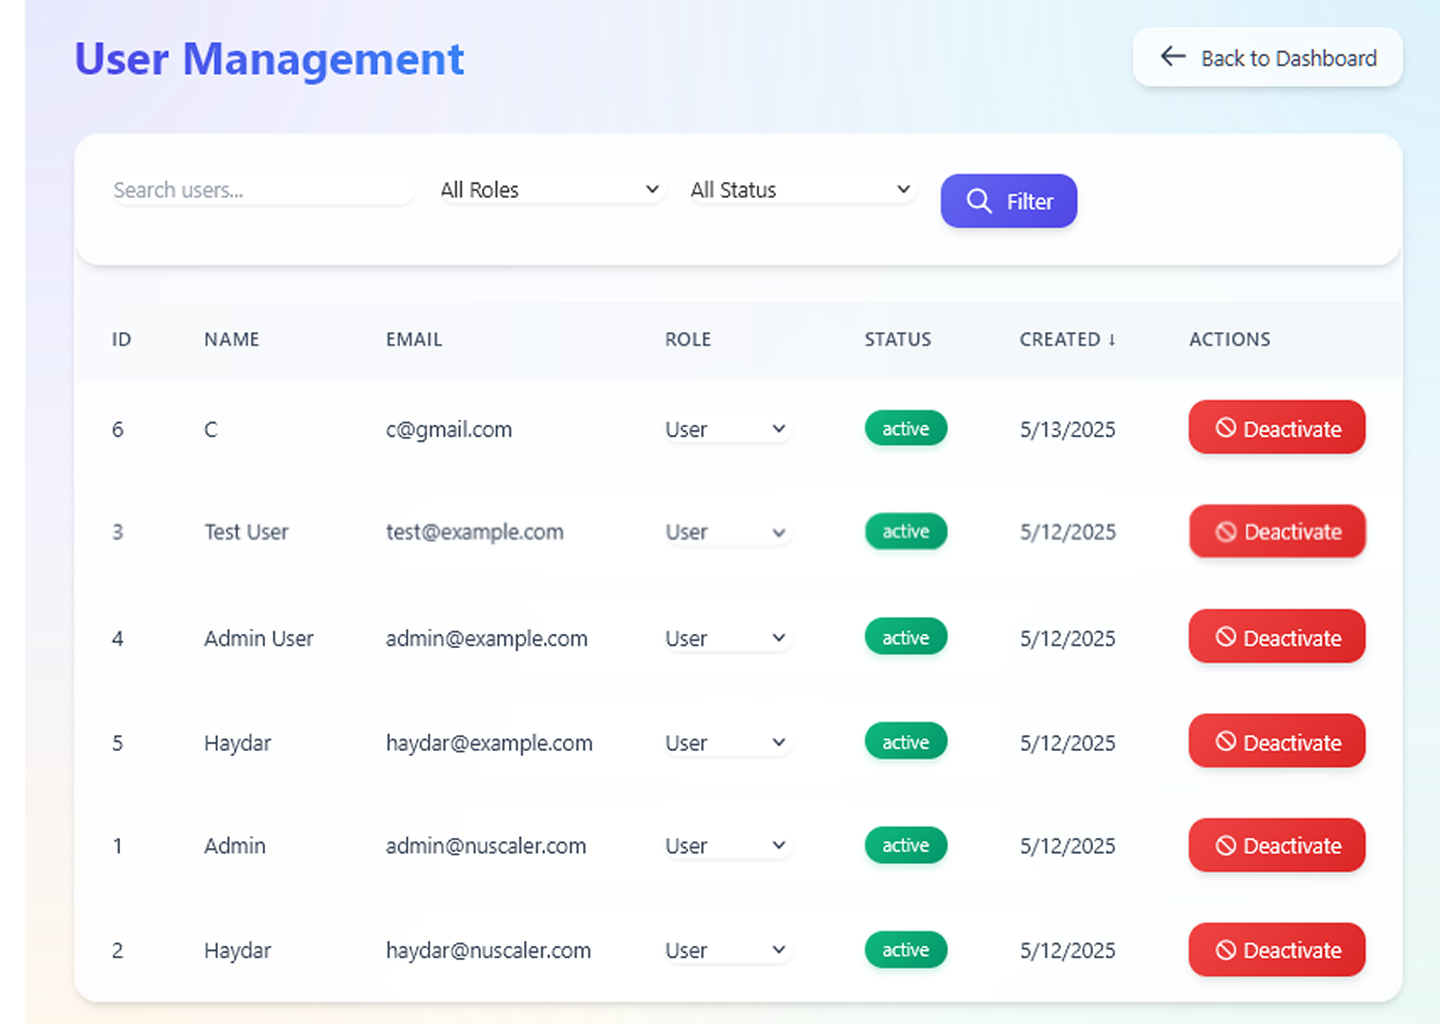 User Management
← Back to Dashboard
Search users... All Roles All Status Filter
ID NAME EMAIL ROLE STATUS CREATED ↓ ACTIONS
6 C c@gmail.com User active 5/13/2025 Deactivate
3 Test User test@example.com User active 5/12/2025 Deactivate
4 Admin User admin@example.com User active 5/12/2025 Deactivate
5 Haydar haydar@example.com User active 5/12/2025 Deactivate
1 Admin admin@nuscaler.com User active 5/12/2025 Deactivate
2 Haydar haydar@nuscaler.com User active 5/12/2025 Deactivate